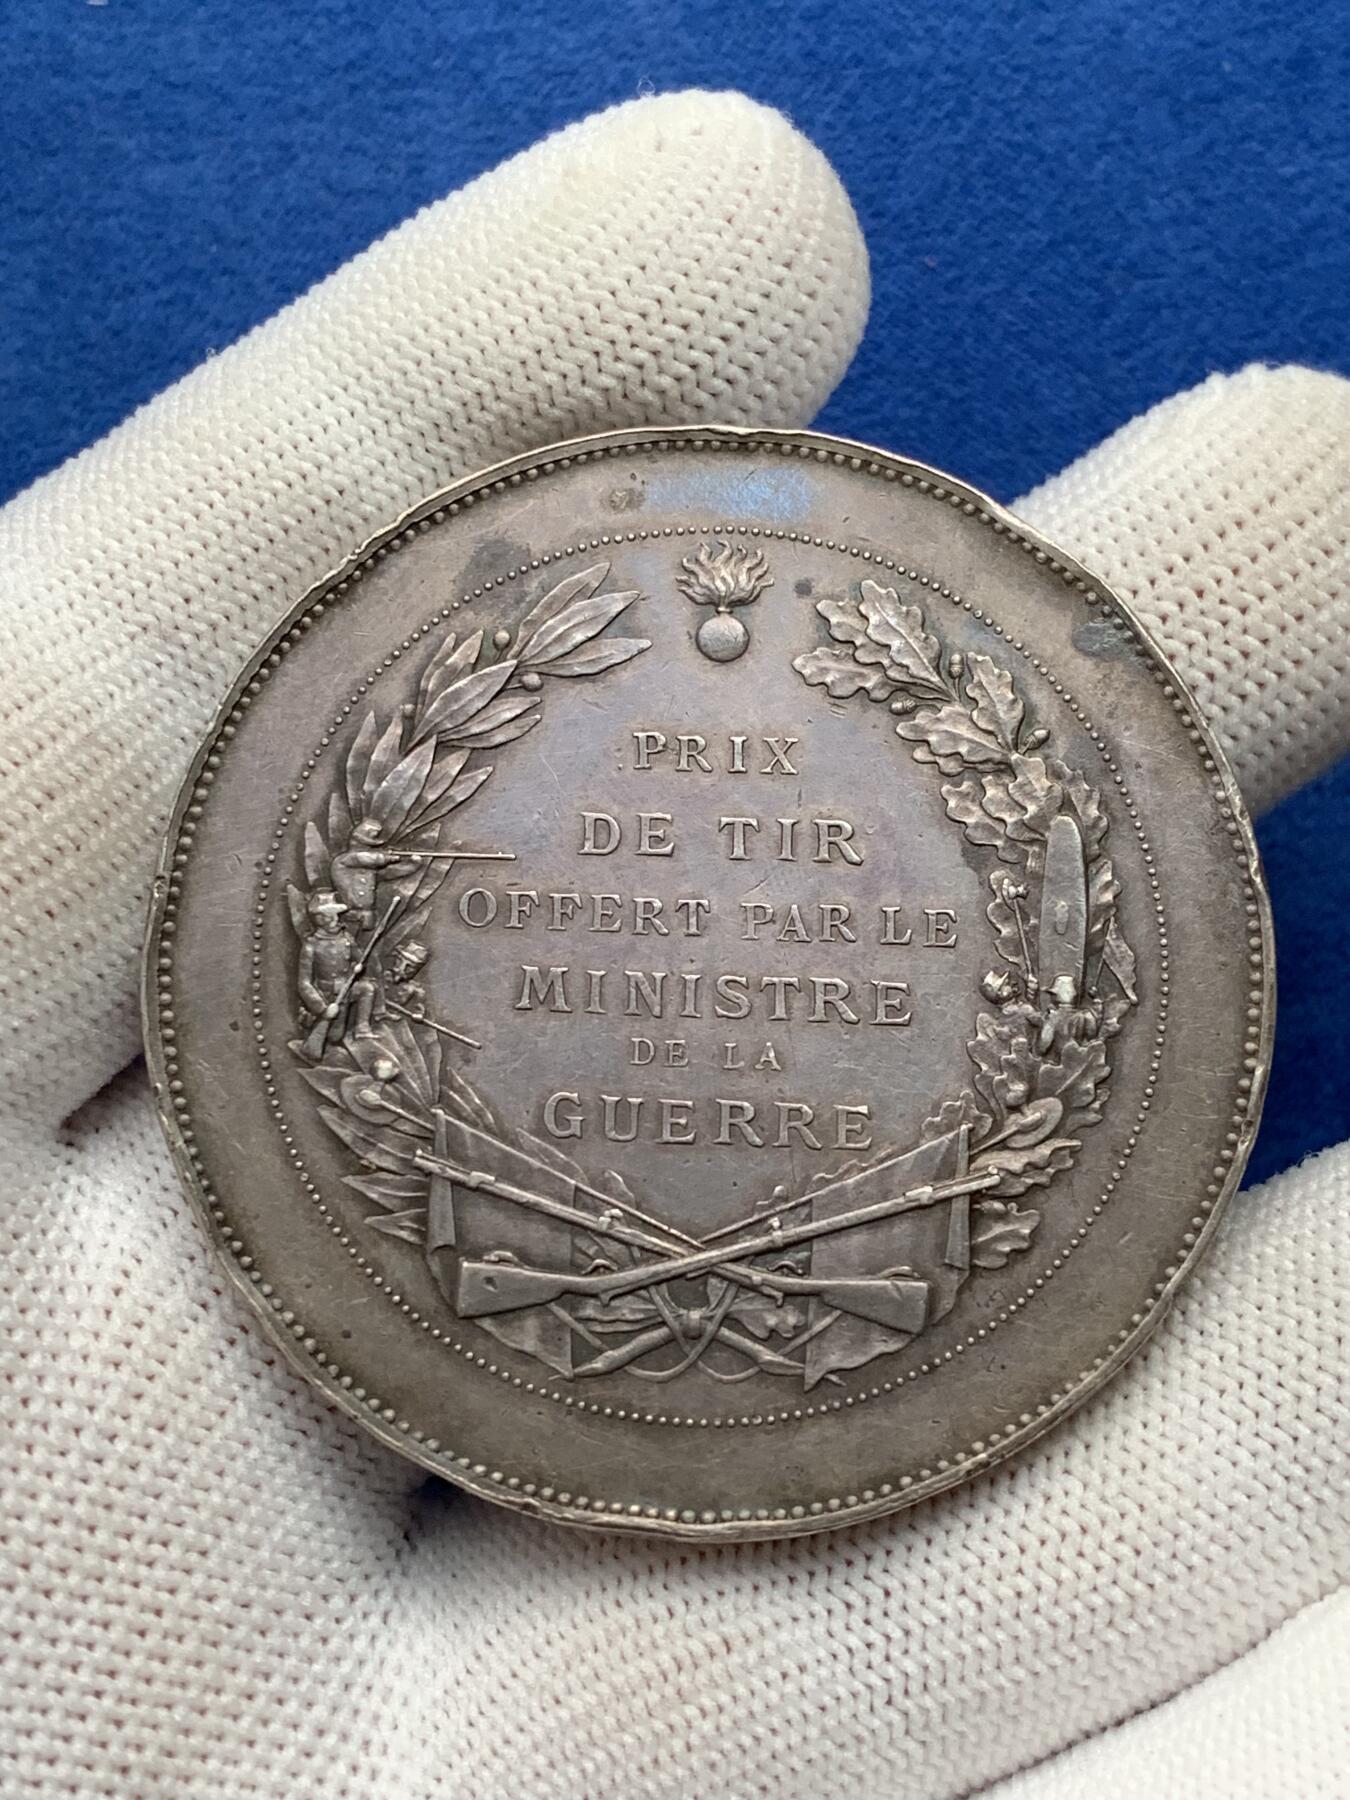 PRIX
DE TIR
OFFERT PAR LE
MINISTRE
DE LA
GUERRE